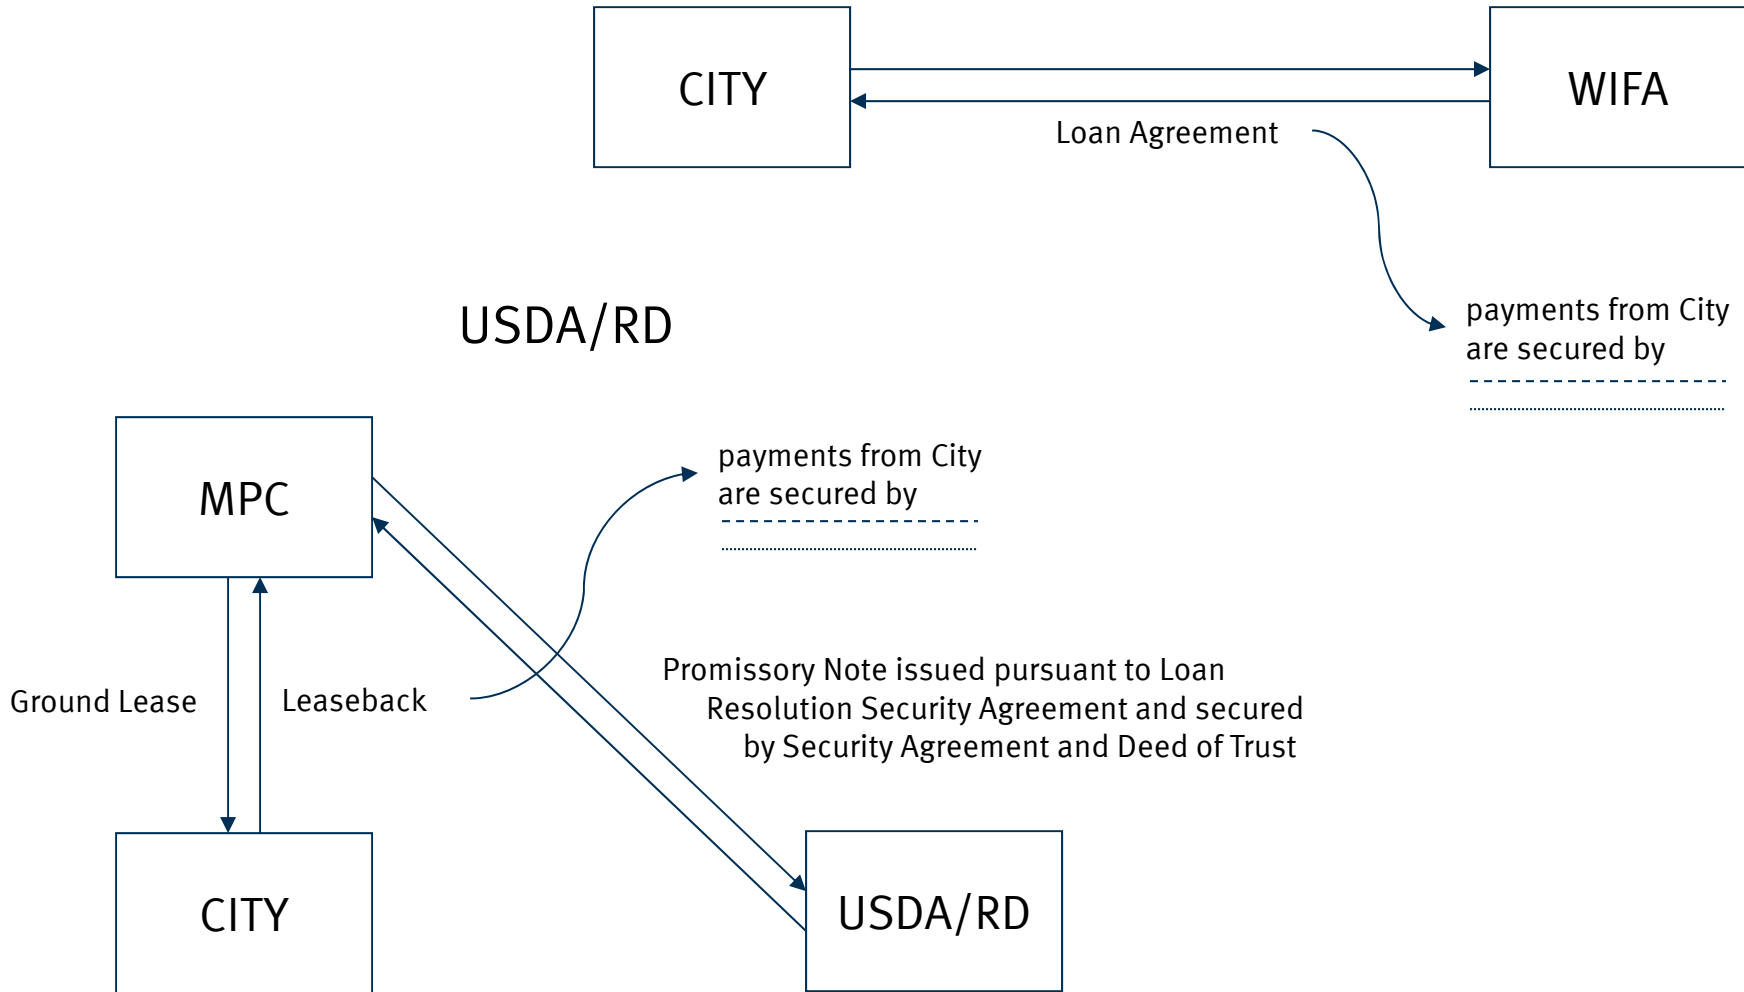 CITY
WIFA
Loan Agreement
payments from City
are secured by
USDA/RD
MPC
payments from City
are secured by
Ground Lease
Leaseback
Promissory Note issued pursuant to Loan
Resolution Security Agreement and secured
by Security Agreement and Deed of Trust
CITY
USDA/RD